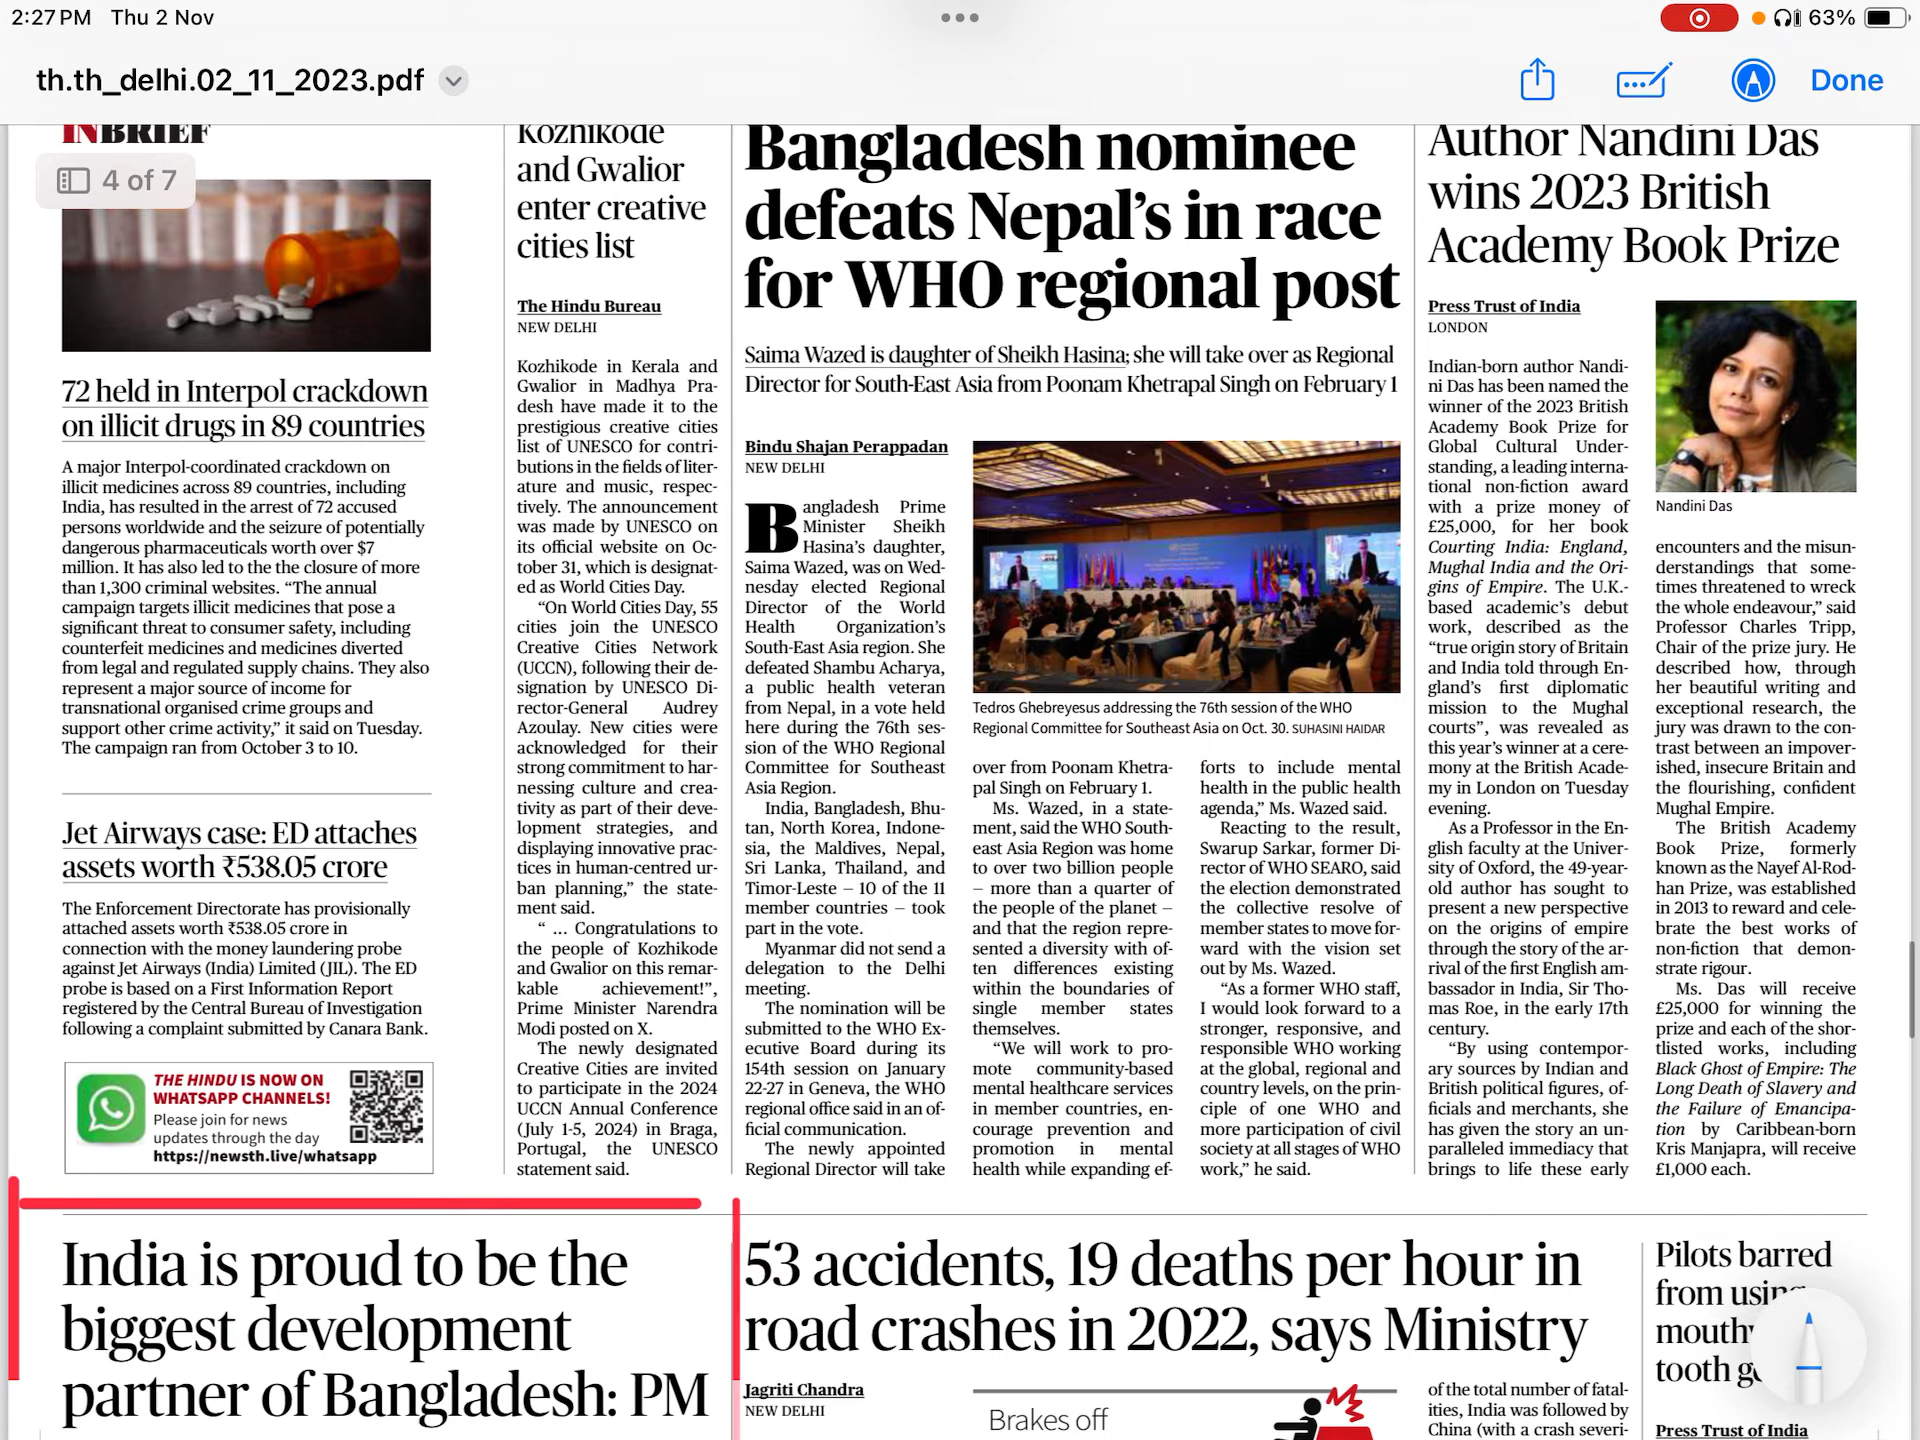 2:27 PM Thu 2 Nov
63%
th.th_delhi.02_11_2023.pdf
Done
INBRIEF
4 of 7
72 held in Interpol crackdown
on illicit drugs in 89 countries
A major Interpol-coordinated crackdown on
illicit medicines across 89 countries, including
India, has resulted in the arrest of 72 accused
persons worldwide and the seizure of potentially
dangerous pharmaceuticals worth over $7
million. It has also led to the the closure of more
than 1,300 criminal websites. “The annual
campaign targets illicit medicines that pose a
significant threat to consumer safety, including
counterfeit medicines and medicines diverted
from legal and regulated supply chains. They also
represent a major source of income for
transnational organised crime groups and
support other crime activity,” it said on Tuesday.
The campaign ran from October 3 to 10.
Jet Airways case: ED attaches
assets worth ₹538.05 crore
The Enforcement Directorate has provisionally
attached assets worth ₹538.05 crore in
connection with the money laundering probe
against Jet Airways (India) Limited (JIL). The ED
probe is based on a First Information Report
registered by the Central Bureau of Investigation
following a complaint submitted by Canara Bank.
THE HINDU IS NOW ON
WHATSAPP CHANNELS!
Please join for news
updates through the day
https://newsth.live/whatsapp
Kozhikode
and Gwalior
enter creative
cities list
The Hindu Bureau
NEW DELHI
Kozhikode in Kerala and
Gwalior in Madhya Pra-
desh have made it to the
prestigious creative cities
list of UNESCO for contri-
butions in the fields of liter-
ature and music, respec-
tively. The announcement
was made by UNESCO on
its official website on Oc-
tober 31, which is designat-
ed as World Cities Day.
“On World Cities Day, 55
cities join the UNESCO
Creative Cities Network
(UCCN), following their de-
signation by UNESCO Di-
rector-General Audrey
Azoulay. New cities were
acknowledged for their
strong commitment to har-
nessing culture and crea-
tivity as part of their deve-
lopment strategies, and
displaying innovative prac-
tices in human-centred ur-
ban planning,” the state-
ment said.
“ ... Congratulations to
the people of Kozhikode
and Gwalior on this remar-
kable achievement!”,
Prime Minister Narendra
Modi posted on X.
The newly designated
Creative Cities are invited
to participate in the 2024
UCCN Annual Conference
(July 1-5, 2024) in Braga,
Portugal, the UNESCO
statement said.
Bangladesh nominee
defeats Nepal’s in race
for WHO regional post
Saima Wazed is daughter of Sheikh Hasina; she will take over as Regional
Director for South-East Asia from Poonam Khetrapal Singh on February 1
Bindu Shajan Perappadan
NEW DELHI
Bangladesh Prime
Minister Sheikh
Hasina’s daughter,
Saima Wazed, was on Wed-
nesday elected Regional
Director of the World
Health Organization’s
South-East Asia region. She
defeated Shambu Acharya,
a public health veteran
from Nepal, in a vote held
here during the 76th ses-
sion of the WHO Regional
Committee for Southeast
Asia Region.
India, Bangladesh, Bhu-
tan, North Korea, Indone-
sia, the Maldives, Nepal,
Sri Lanka, Thailand, and
Timor-Leste – 10 of the 11
member countries – took
part in the vote.
Myanmar did not send a
delegation to the Delhi
meeting.
The nomination will be
submitted to the WHO Ex-
ecutive Board during its
154th session on January
22-27 in Geneva, the WHO
regional office said in an of-
ficial communication.
The newly appointed
Regional Director will take
Tedros Ghebreyesus addressing the 76th session of the WHO
Regional Committee for Southeast Asia on Oct. 30. SUHASINI HAIDAR
over from Poonam Khetra-
pal Singh on February 1.
Ms. Wazed, in a state-
ment, said the WHO South-
east Asia Region was home
to over two billion people
– more than a quarter of
the people of the planet –
and that the region repre-
sented a diversity with of-
ten differences existing
within the boundaries of
single member states
themselves.
“We will work to pro-
mote community-based
mental healthcare services
in member countries, en-
courage prevention and
promotion in mental
health while expanding ef-
forts to include mental
health in the public health
agenda,” Ms. Wazed said.
Reacting to the result,
Swarup Sarkar, former Di-
rector of WHO SEARO, said
the election demonstrated
the collective resolve of
member states to move for-
ward with the vision set
out by Ms. Wazed.
“As a former WHO staff,
I would look forward to a
stronger, responsive, and
responsible WHO working
at the global, regional and
country levels, on the prin-
ciple of one WHO and
more participation of civil
society at all stages of WHO
work,” he said.
Author Nandini Das
wins 2023 British
Academy Book Prize
Press Trust of India
LONDON
Indian-born author Nandi-
ni Das has been named the
winner of the 2023 British
Academy Book Prize for
Global Cultural Under-
standing, a leading interna-
tional non-fiction award
with a prize money of
£25,000, for her book
Courting India: England,
Mughal India and the Ori-
gins of Empire. The U.K.-
based academic’s debut
work, described as the
“true origin story of Britain
and India told through En-
gland’s first diplomatic
mission to the Mughal
courts”, was revealed as
this year’s winner at a cere-
mony at the British Acade-
my in London on Tuesday
evening.
As a Professor in the En-
glish faculty at the Univer-
sity of Oxford, the 49-year-
old author has sought to
present a new perspective
on the origins of empire
through the story of the ar-
rival of the first English am-
bassador in India, Sir Tho-
mas Roe, in the early 17th
century.
“By using contempor-
ary sources by Indian and
British political figures, of-
ficials and merchants, she
has given the story an un-
paralleled immediacy that
brings to life these early
Nandini Das
encounters and the misun-
derstandings that some-
times threatened to wreck
the whole endeavour,” said
Professor Charles Tripp,
Chair of the prize jury. He
described how, through
her beautiful writing and
exceptional research, the
jury was drawn to the con-
trast between an impover-
ished, insecure Britain and
the flourishing, confident
Mughal Empire.
The British Academy
Book Prize, formerly
known as the Nayef Al-Rod-
han Prize, was established
in 2013 to reward and cele-
brate the best works of
non-fiction that demon-
strate rigour.
Ms. Das will receive
£25,000 for winning the
prize and each of the shor-
tlisted works, including
Black Ghost of Empire: The
Long Death of Slavery and
the Failure of Emancipa-
tion by Caribbean-born
Kris Manjapra, will receive
£1,000 each.
India is proud to be the
biggest development
partner of Bangladesh: PM
53 accidents, 19 deaths per hour in
road crashes in 2022, says Ministry
Jagriti Chandra
NEW DELHI
Brakes off
of the total number of fatal-
ities, India was followed by
China (with a crash severi-
Pilots barred
from using
tooth
Press Trust of India